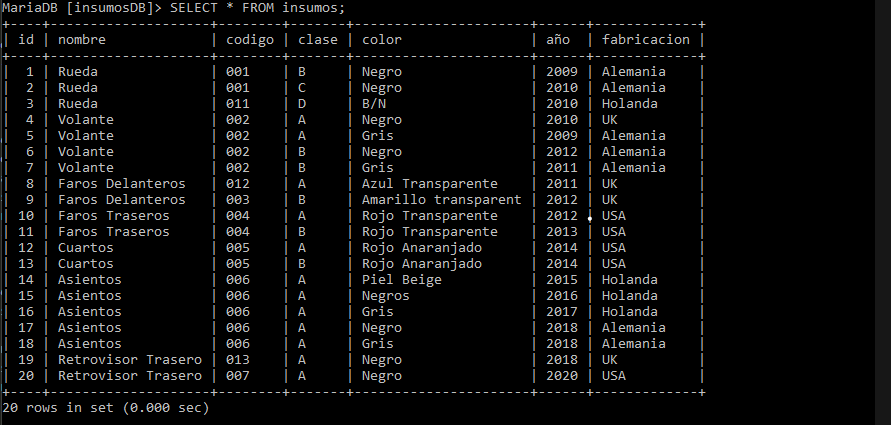 MariaDB [insumosDB]> SELECT * FROM insumos;
+----+--------------------+--------+-------+----------------------+------+-------------+
| id | nombre             | codigo | clase | color                | año  | fabricacion |
+----+--------------------+--------+-------+----------------------+------+-------------+
|  1 | Rueda              | 001    | B     | Negro                | 2009 | Alemania    |
|  2 | Rueda              | 001    | C     | Negro                | 2010 | Alemania    |
|  3 | Rueda              | 011    | D     | B/N                  | 2010 | Holanda     |
|  4 | Volante            | 002    | A     | Negro                | 2010 | UK          |
|  5 | Volante            | 002    | A     | Gris                 | 2009 | Alemania    |
|  6 | Volante            | 002    | B     | Negro                | 2012 | Alemania    |
|  7 | Volante            | 002    | B     | Gris                 | 2011 | Alemania    |
|  8 | Faros Delanteros   | 012    | A     | Azul Transparente    | 2011 | UK          |
|  9 | Faros Delanteros   | 003    | B     | Amarillo transparent | 2012 | UK          |
| 10 | Faros Traseros     | 004    | A     | Rojo Transparente    | 2012 | USA         |
| 11 | Faros Traseros     | 004    | B     | Rojo Transparente    | 2013 | USA         |
| 12 | Cuartos            | 005    | A     | Rojo Anaranjado      | 2014 | USA         |
| 13 | Cuartos            | 005    | B     | Rojo Anaranjado      | 2014 | USA         |
| 14 | Asientos           | 006    | A     | Piel Beige           | 2015 | Holanda     |
| 15 | Asientos           | 006    | A     | Negros               | 2016 | Holanda     |
| 16 | Asientos           | 006    | A     | Gris                 | 2017 | Holanda     |
| 17 | Asientos           | 006    | A     | Negro                | 2018 | Alemania    |
| 18 | Asientos           | 006    | A     | Gris                 | 2018 | Alemania    |
| 19 | Retrovisor Trasero | 013    | A     | Negro                | 2018 | UK          |
| 20 | Retrovisor Trasero | 007    | A     | Negro                | 2020 | USA         |
+----+--------------------+--------+-------+----------------------+------+-------------+
20 rows in set (0.000 sec)